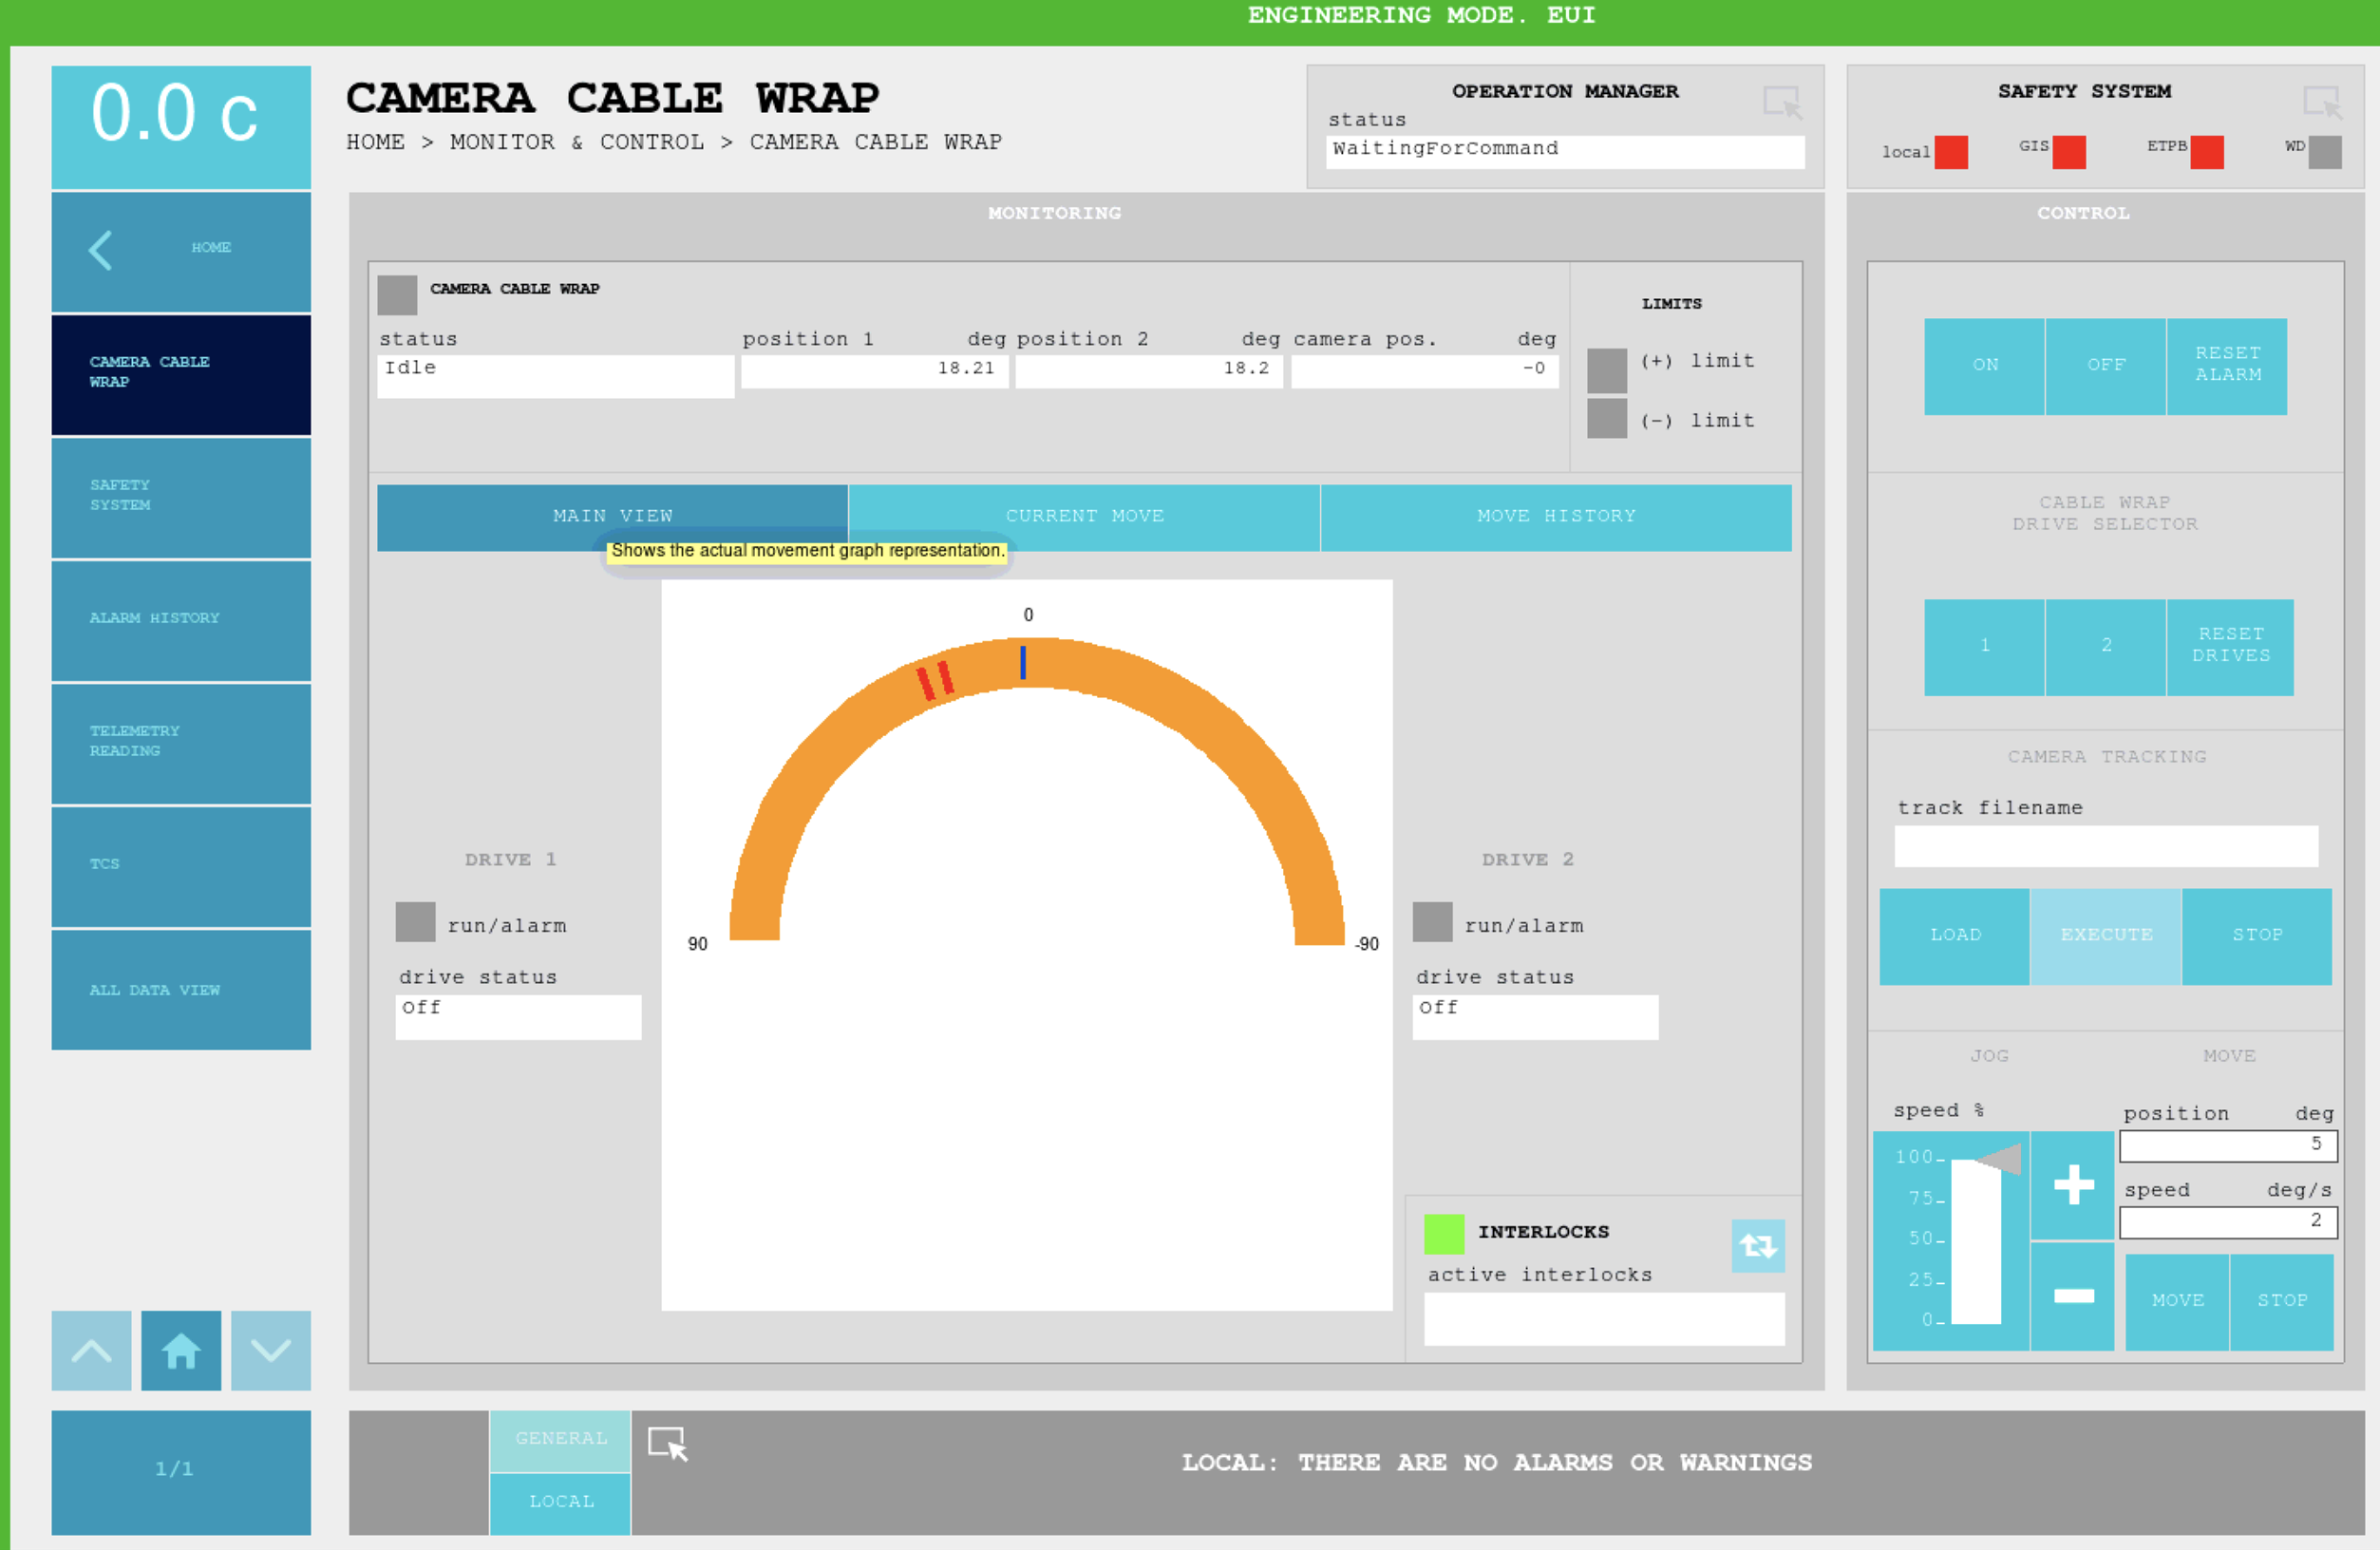 ENGINEERING MODE. EUI
0.0 c
CAMERA CABLE WRAP
HOME > MONITOR & CONTROL > CAMERA CABLE WRAP
OPERATION MANAGER
status
WaitingForCommand
SAFETY SYSTEM
local
GIS
ETPB
WD
HOME
CAMERA CABLE
WRAP
SAFETY
SYSTEM
ALARM HISTORY
TELEMETRY
READING
TCS
ALL DATA VIEW
1/1
MONITORING
CAMERA CABLE WRAP
status
Idle
position 1 deg
18.21
position 2 deg
18.2
camera pos. deg
-0
LIMITS
(+) limit
(-) limit
MAIN VIEW
CURRENT MOVE
MOVE HISTORY
Shows the actual movement graph representation.
0
90
-90
DRIVE 1
run/alarm
drive status
Off
DRIVE 2
run/alarm
drive status
Off
INTERLOCKS
active interlocks
CONTROL
ON
OFF
RESET
ALARM
CABLE WRAP
DRIVE SELECTOR
1
2
RESET
DRIVES
CAMERA TRACKING
track filename
LOAD
EXECUTE
STOP
JOG
speed %
100
75
50
25
0
MOVE
position deg
5
speed deg/s
2
MOVE
STOP
GENERAL
LOCAL
LOCAL: THERE ARE NO ALARMS OR WARNINGS